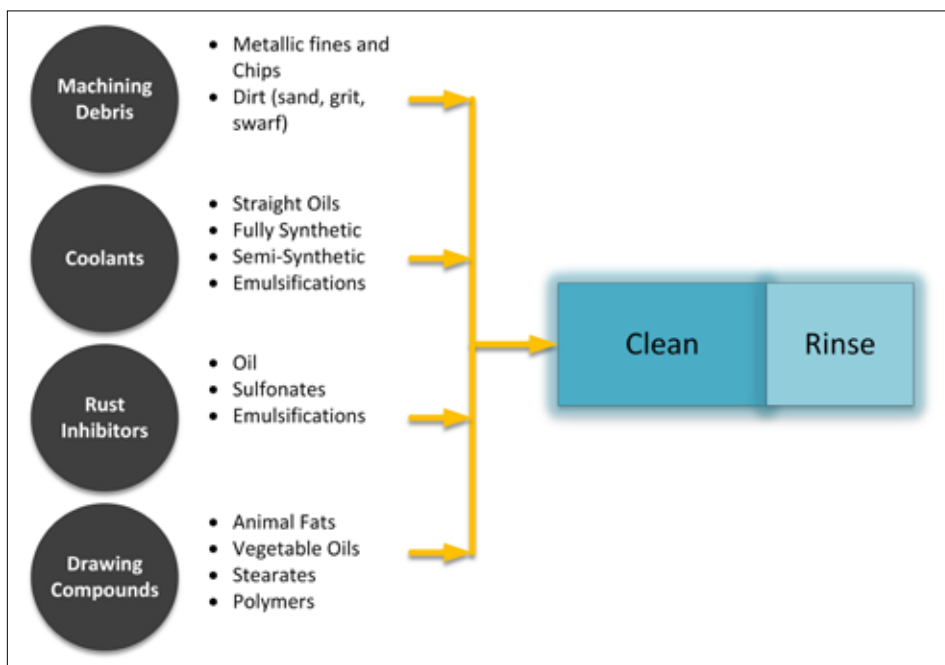 Machining
Debris
• Metallic fines and
Chips
• Dirt (sand, grit,
swarf)
Coolants
• Straight Oils
• Fully Synthetic
• Semi-Synthetic
• Emulsifications
Rust
Inhibitors
• Oil
• Sulfonates
• Emulsifications
Drawing
Compounds
• Animal Fats
• Vegetable Oils
• Stearates
• Polymers
Clean
Rinse